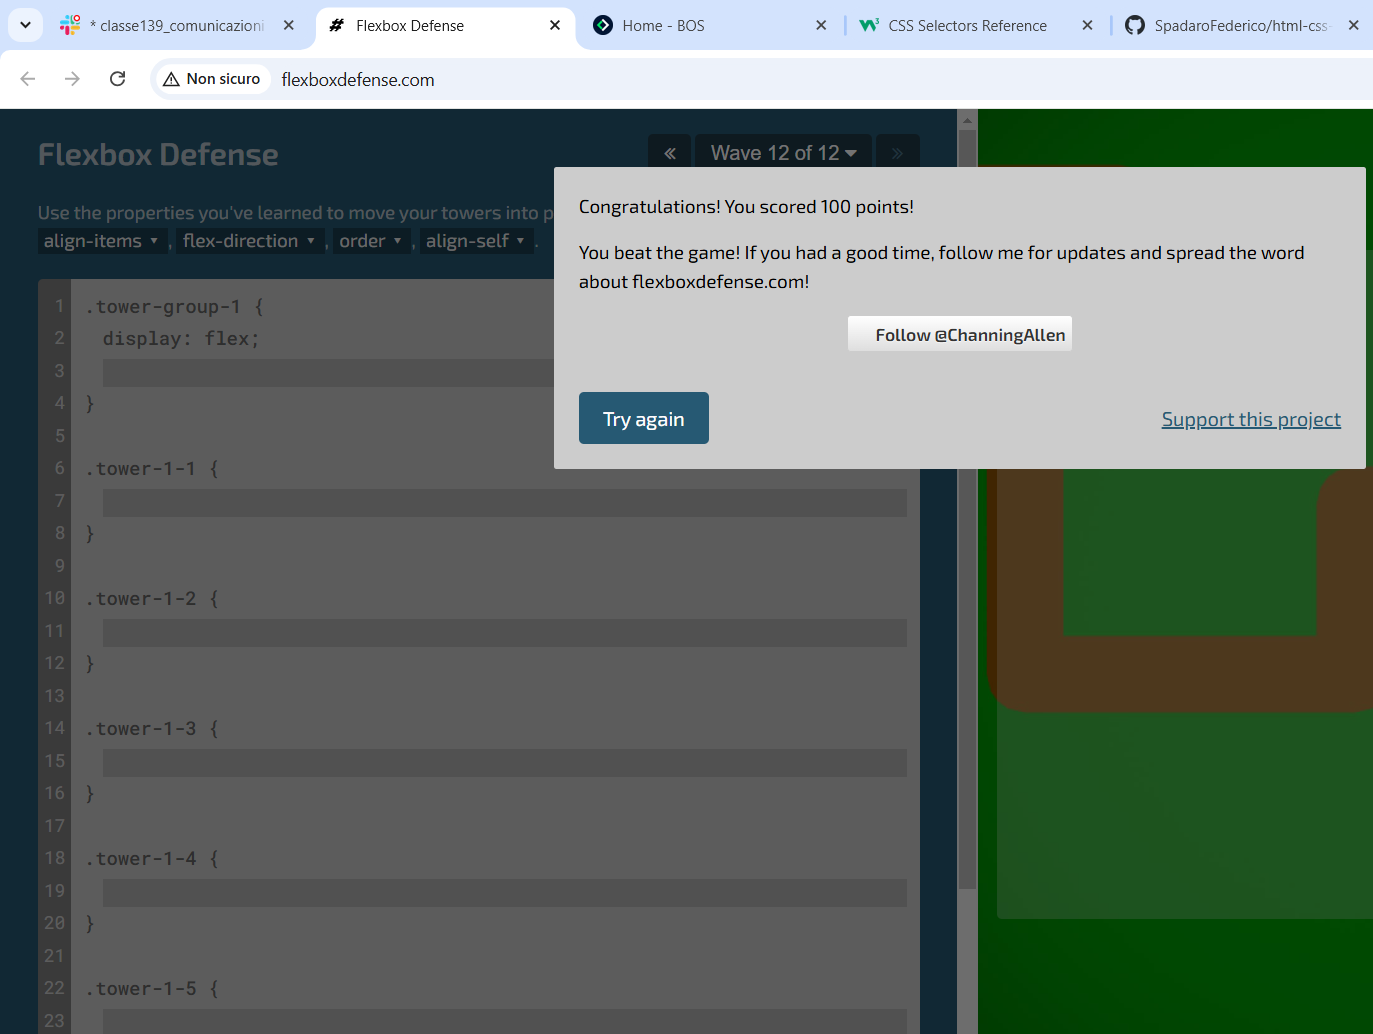 * classe139_comunicazioni
Flexbox Defense
Home - BOS
CSS Selectors Reference
SpadaroFederico/html-css-
Non sicuro
flexboxdefense.com
Flexbox Defense
« Wave 12 of 12 »
Use the properties you've learned to move your towers into p
align-items ▾, flex-direction ▾, order ▾, align-self ▾.
Congratulations! You scored 100 points!
You beat the game! If you had a good time, follow me for updates and spread the word
about flexboxdefense.com!
Follow @ChanningAllen
Try again
Support this project
1 .tower-group-1 {
2 display: flex;
3
4 }
5
6 .tower-1-1 {
7
8 }
9
10 .tower-1-2 {
11
12 }
13
14 .tower-1-3 {
15
16 }
17
18 .tower-1-4 {
19
20 }
21
22 .tower-1-5 {
23